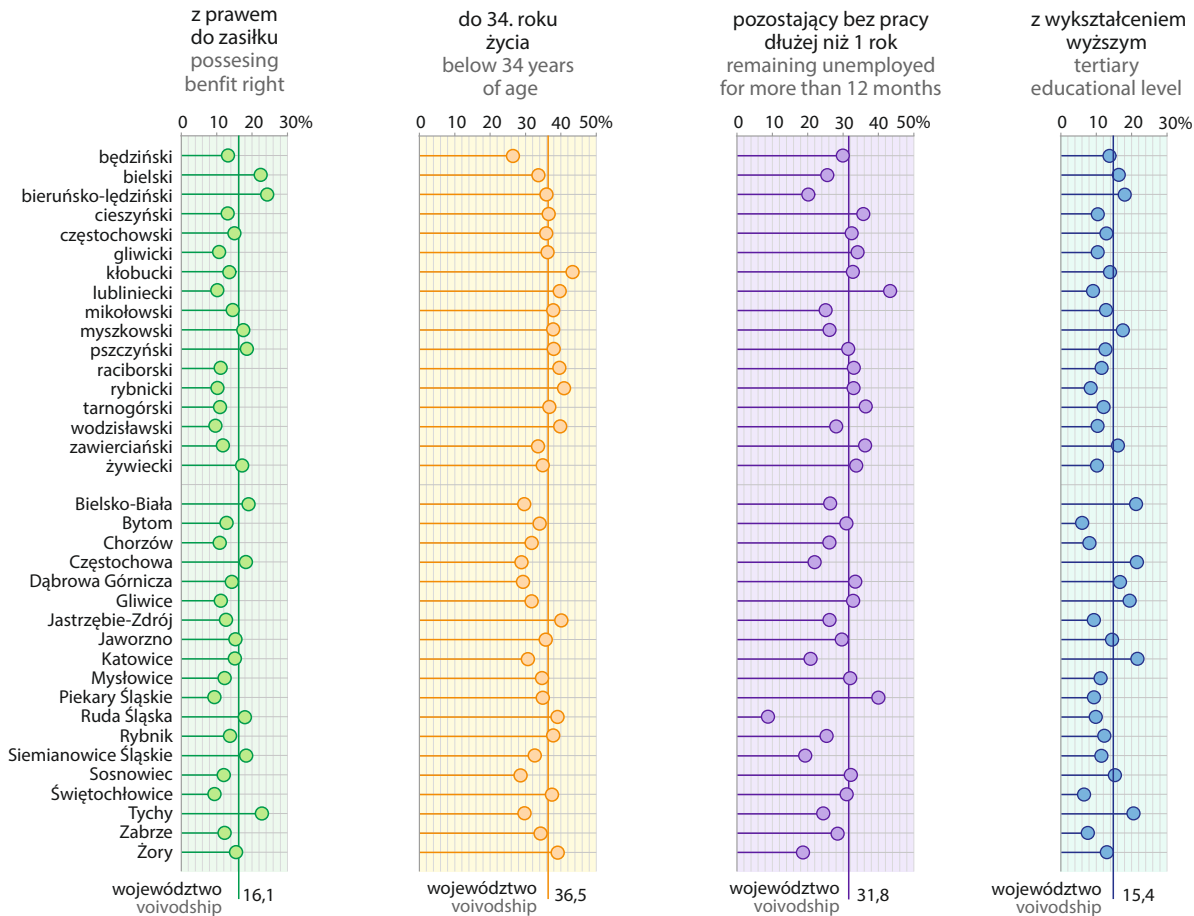 z prawem
do zasiłku
possesing
benfit right
do 34. roku
życia
below 34 years
of age
pozostający bez pracy
dłużej niż 1 rok
remaining unemployed
for more than 12 months
z wykształceniem
wyższym
tertiary
educational level
0 10 20 30%
0 10 20 30 40 50%
0 10 20 30 40 50%
0 10 20 30%
będziński
bielski
bieruńsko-lędziński
cieszyński
częstochowski
gliwicki
kłobucki
lubliniecki
mikołowski
myszkowski
pszczyński
raciborski
rybnicki
tarnogórski
wodzisławski
zawierciański
żywiecki
Bielsko-Biała
Bytom
Chorzów
Częstochowa
Dąbrowa Górnicza
Gliwice
Jastrzębie-Zdrój
Jaworzno
Katowice
Mysłowice
Piekary Śląskie
Ruda Śląska
Rybnik
Siemianowice Śląskie
Sosnowiec
Świętochłowice
Tychy
Zabrze
Żory
województwo
voivodship
16,1
województwo
voivodship
36,5
województwo
voivodship
31,8
województwo
voivodship
15,4